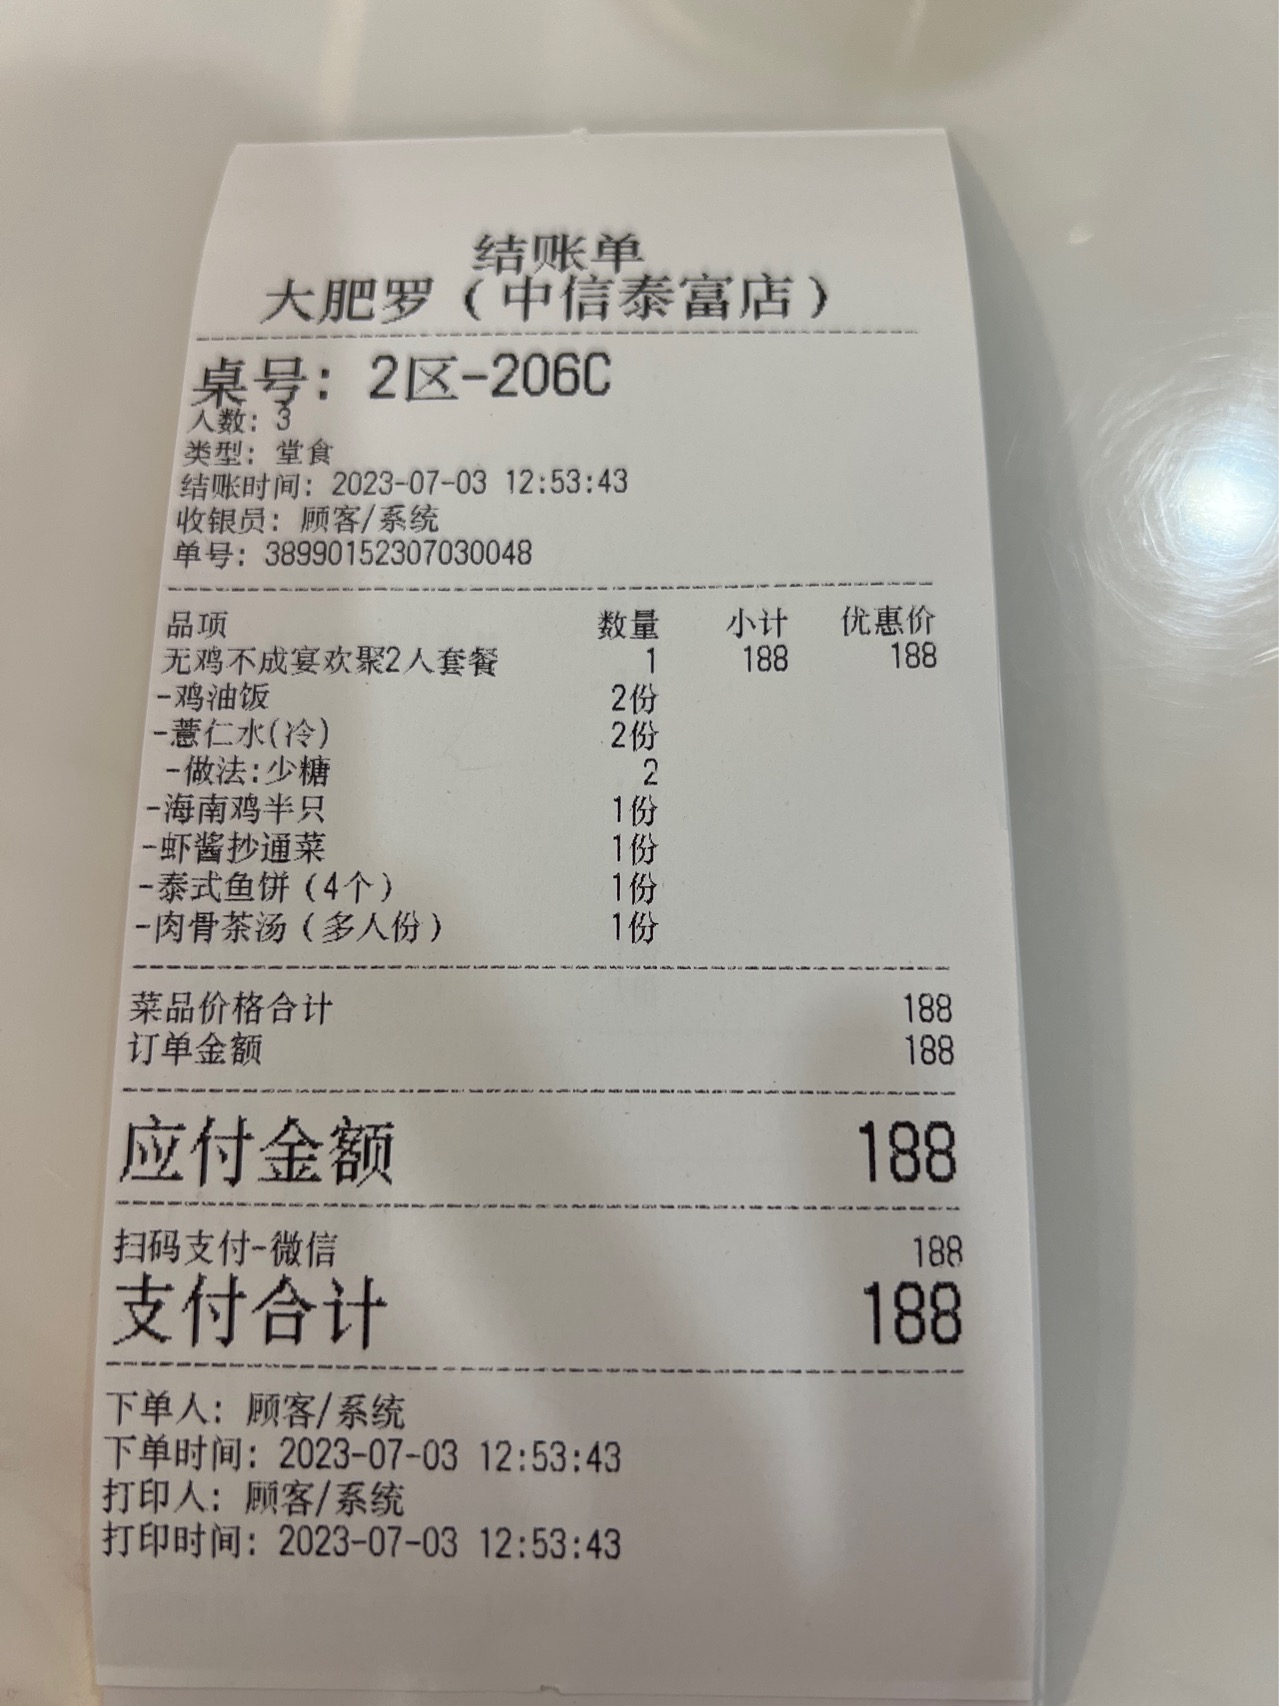 结账单
大肥罗（中信泰富店）
桌号: 2区-206C
人数: 3
类型: 堂食
结账时间: 2023-07-03 12:53:43
收银员: 顾客/系统
单号: 38990152307030048
品项 数量 小计 优惠价
无鸡不成宴欢聚2人套餐 1 188 188
-鸡油饭 2份
-薏仁水(冷) 2份
-做法:少糖 2
-海南鸡半只 1份
-虾酱抄通菜 1份
-泰式鱼饼（4个） 1份
-肉骨茶汤（多人份） 1份
菜品价格合计 188
订单金额 188
应付金额 188
扫码支付-微信 188
支付合计 188
下单人: 顾客/系统
下单时间: 2023-07-03 12:53:43
打印人: 顾客/系统
打印时间: 2023-07-03 12:53:43